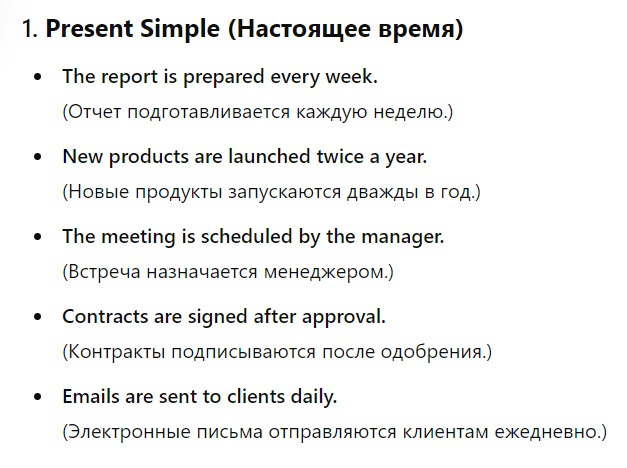 1. Present Simple (Настоящее время)
• The report is prepared every week.
(Отчет подготавливается каждую неделю.)
• New products are launched twice a year.
(Новые продукты запускаются дважды в год.)
• The meeting is scheduled by the manager.
(Встреча назначается менеджером.)
• Contracts are signed after approval.
(Контракты подписываются после одобрения.)
• Emails are sent to clients daily.
(Электронные письма отправляются клиентам ежедневно.)